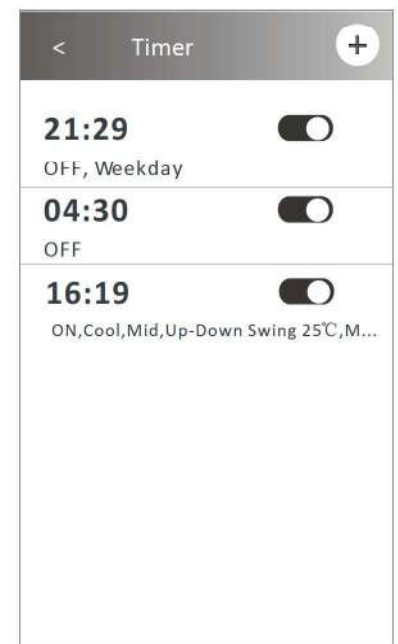 < Timer +
21:29
OFF, Weekday
04:30
OFF
16:19
ON,Cool,Mid,Up-Down Swing 25℃,M...